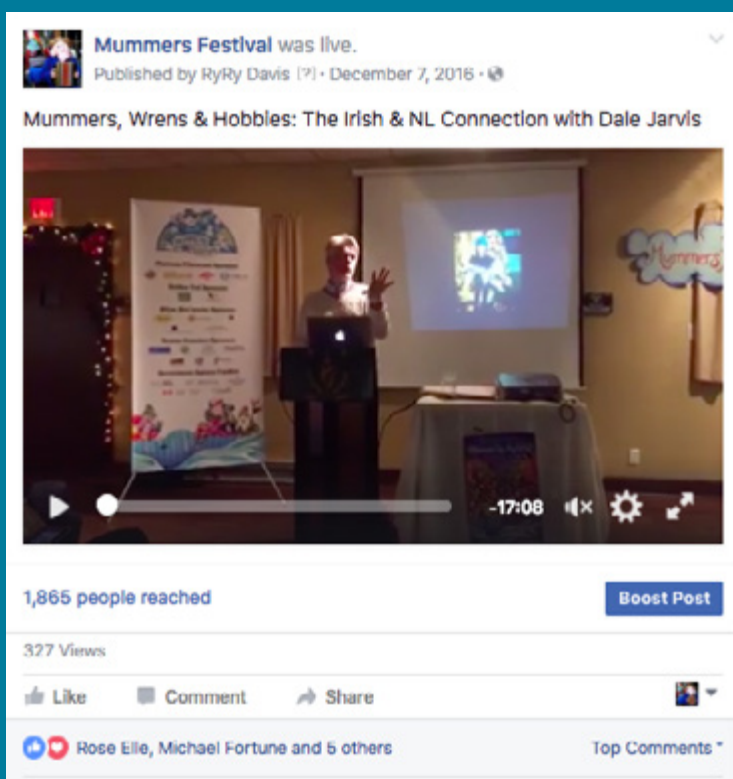 Mummers Festival was live.
Published by RyRy Davis [?] · December 7, 2016 ·
Mummers, Wrens & Hobbies: The Irish & NL Connection with Dale Jarvis
Mummers
-17:08
1,865 people reached
Boost Post
327 Views
Like Comment Share
Rose Elle, Michael Fortune and 5 others
Top Comments